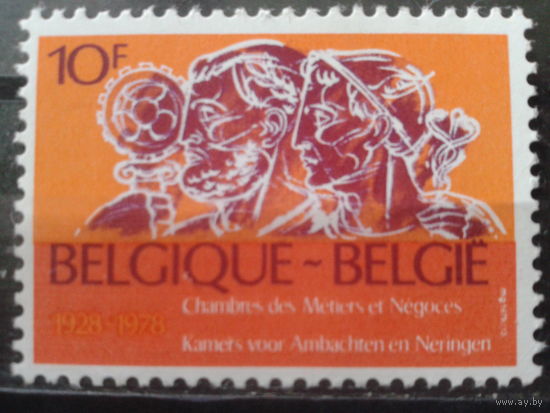 10F
BELGIQUE ~ BELGIË
Chambres des Métiers et Négoces
1928-1978
Kamers voor Ambachten en Neringen
www.ay.by